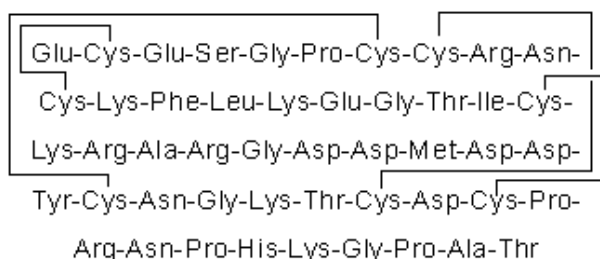 Glu-Cys-Glu-Ser-Gly-Pro-Cys-Cys-Arg-Asn-
Cys-Lys-Phe-Leu-Lys-Glu-Gly-Thr-Ile-Cys-
Lys-Arg-Ala-Arg-Gly-Asp-Asp-Met-Asp-Asp-
Tyr-Cys-Asn-Gly-Lys-Thr-Cys-Asp-Cys-Pro-
Arg-Asn-Pro-His-Lys-Gly-Pro-Ala-Thr